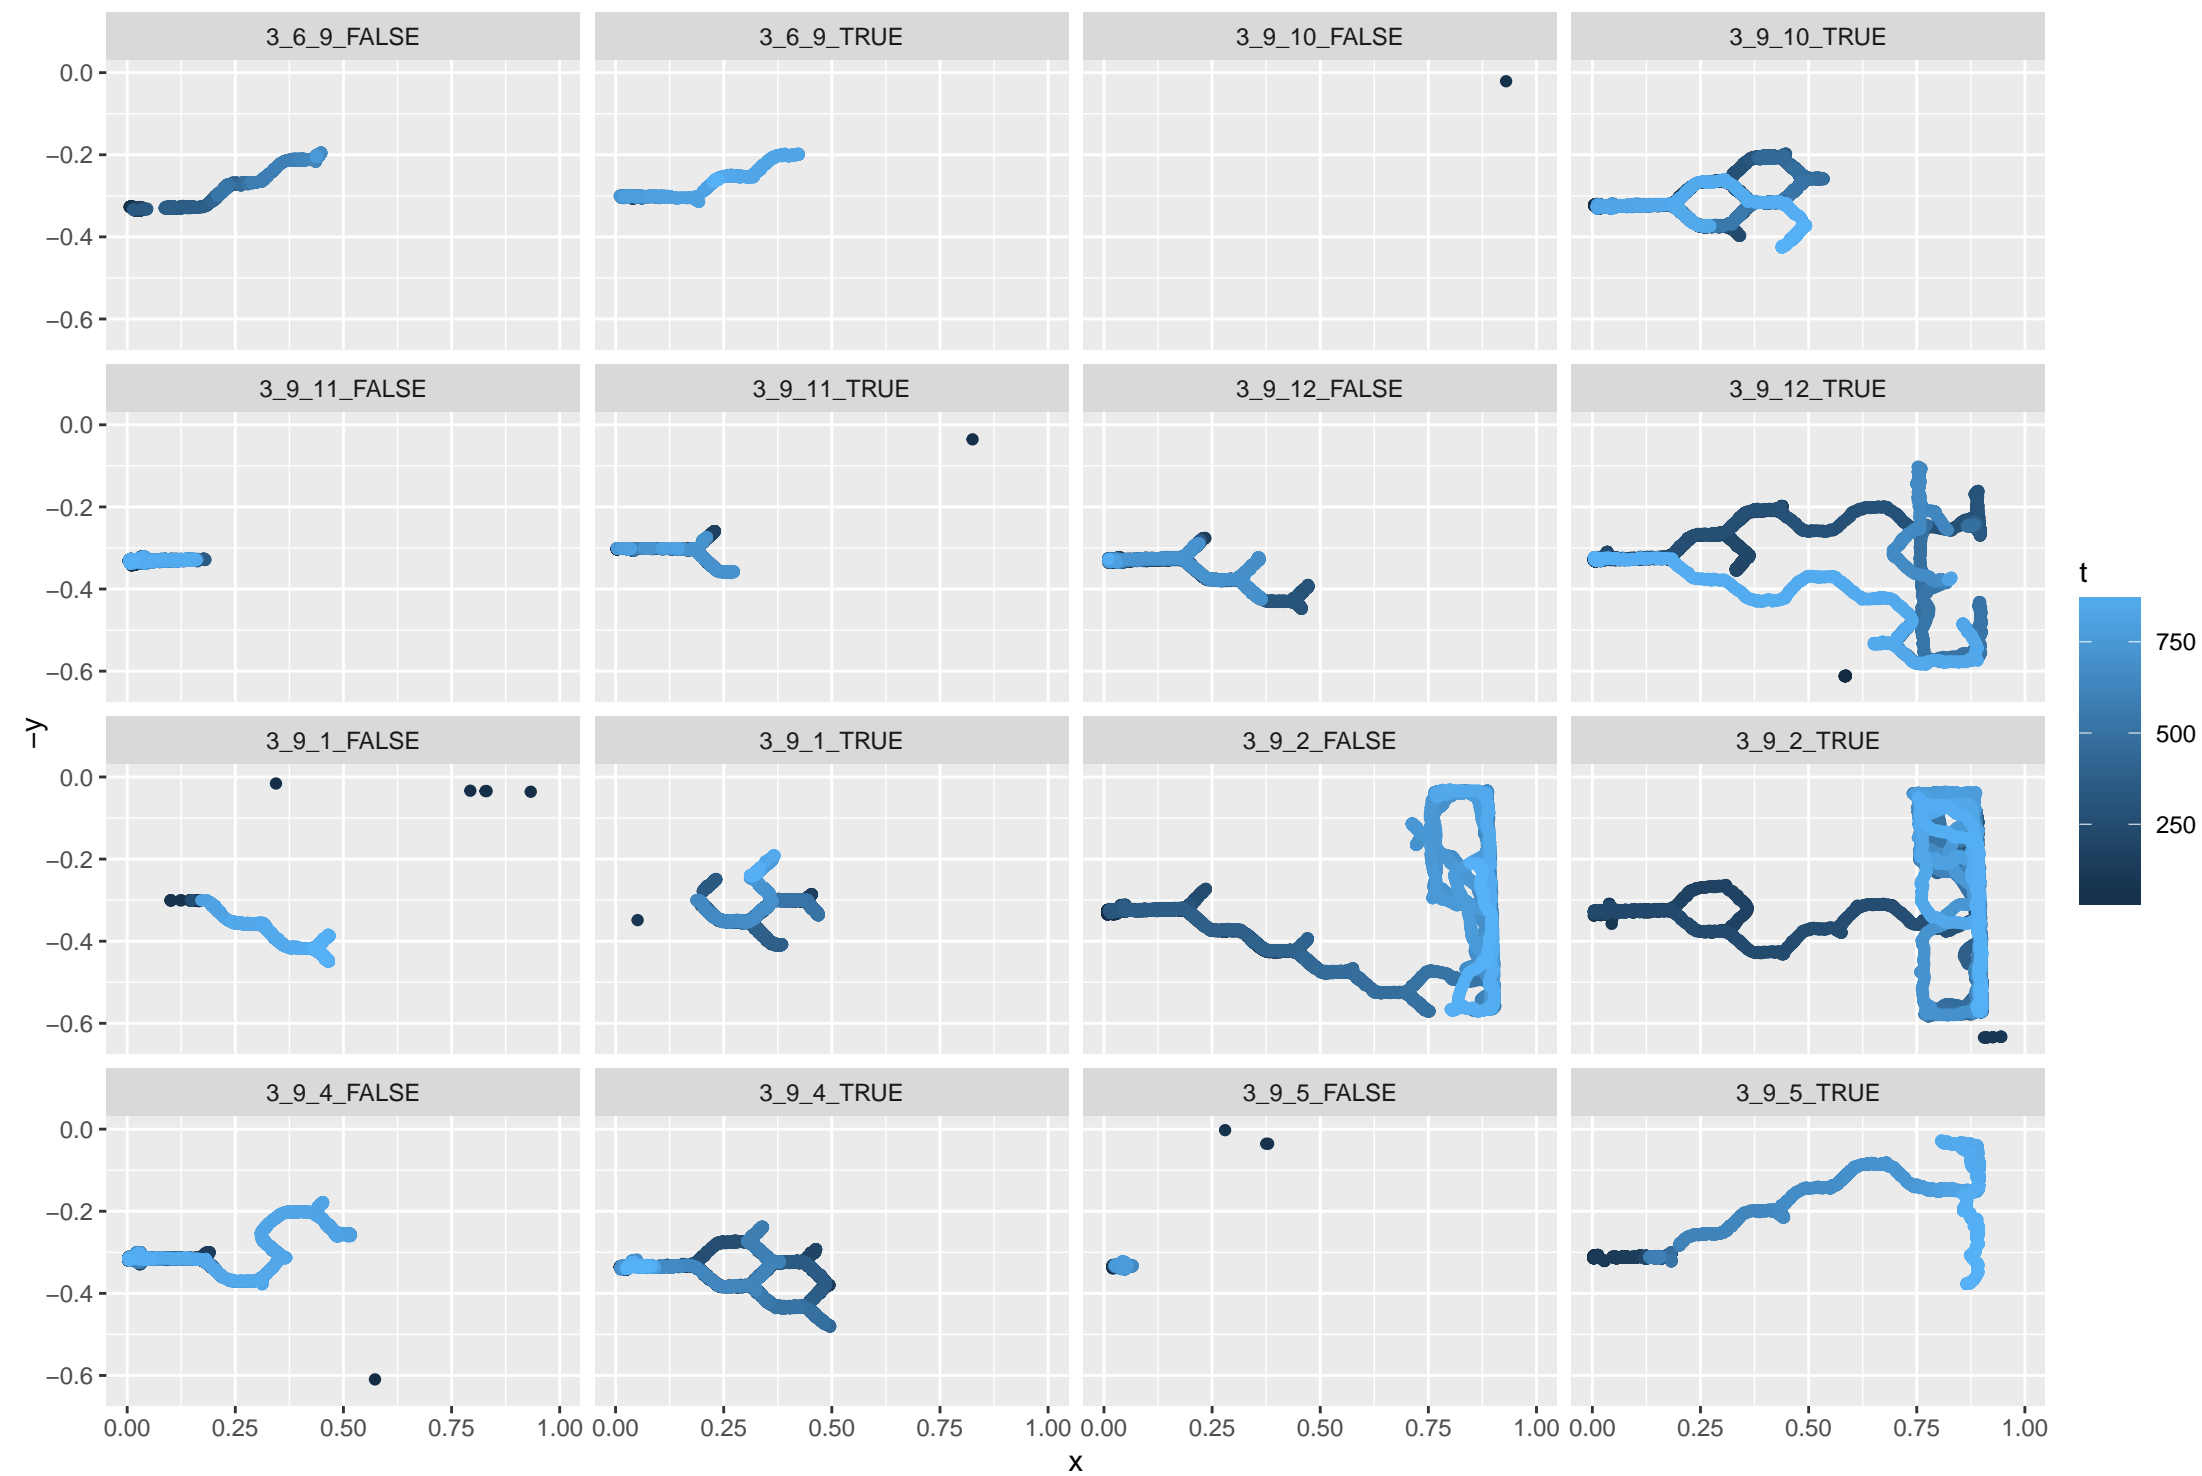 3_6_9_FALSE 3_6_9_TRUE 3_9_10_FALSE 3_9_10_TRUE
0.0
−0.2
−0.4
−0.6
3_9_11_FALSE 3_9_11_TRUE 3_9_12_FALSE 3_9_12_TRUE
0.0
−0.2
−0.4
−0.6
3_9_1_FALSE 3_9_1_TRUE 3_9_2_FALSE 3_9_2_TRUE
0.0
−0.2
−0.4
−0.6
3_9_4_FALSE 3_9_4_TRUE 3_9_5_FALSE 3_9_5_TRUE
0.0
−0.2
−0.4
−0.6
0.00 0.25 0.50 0.75 1.00 0.00 0.25 0.50 0.75 1.00 0.00 0.25 0.50 0.75 1.00 0.00 0.25 0.50 0.75 1.00
x
−y
t
750
500
250